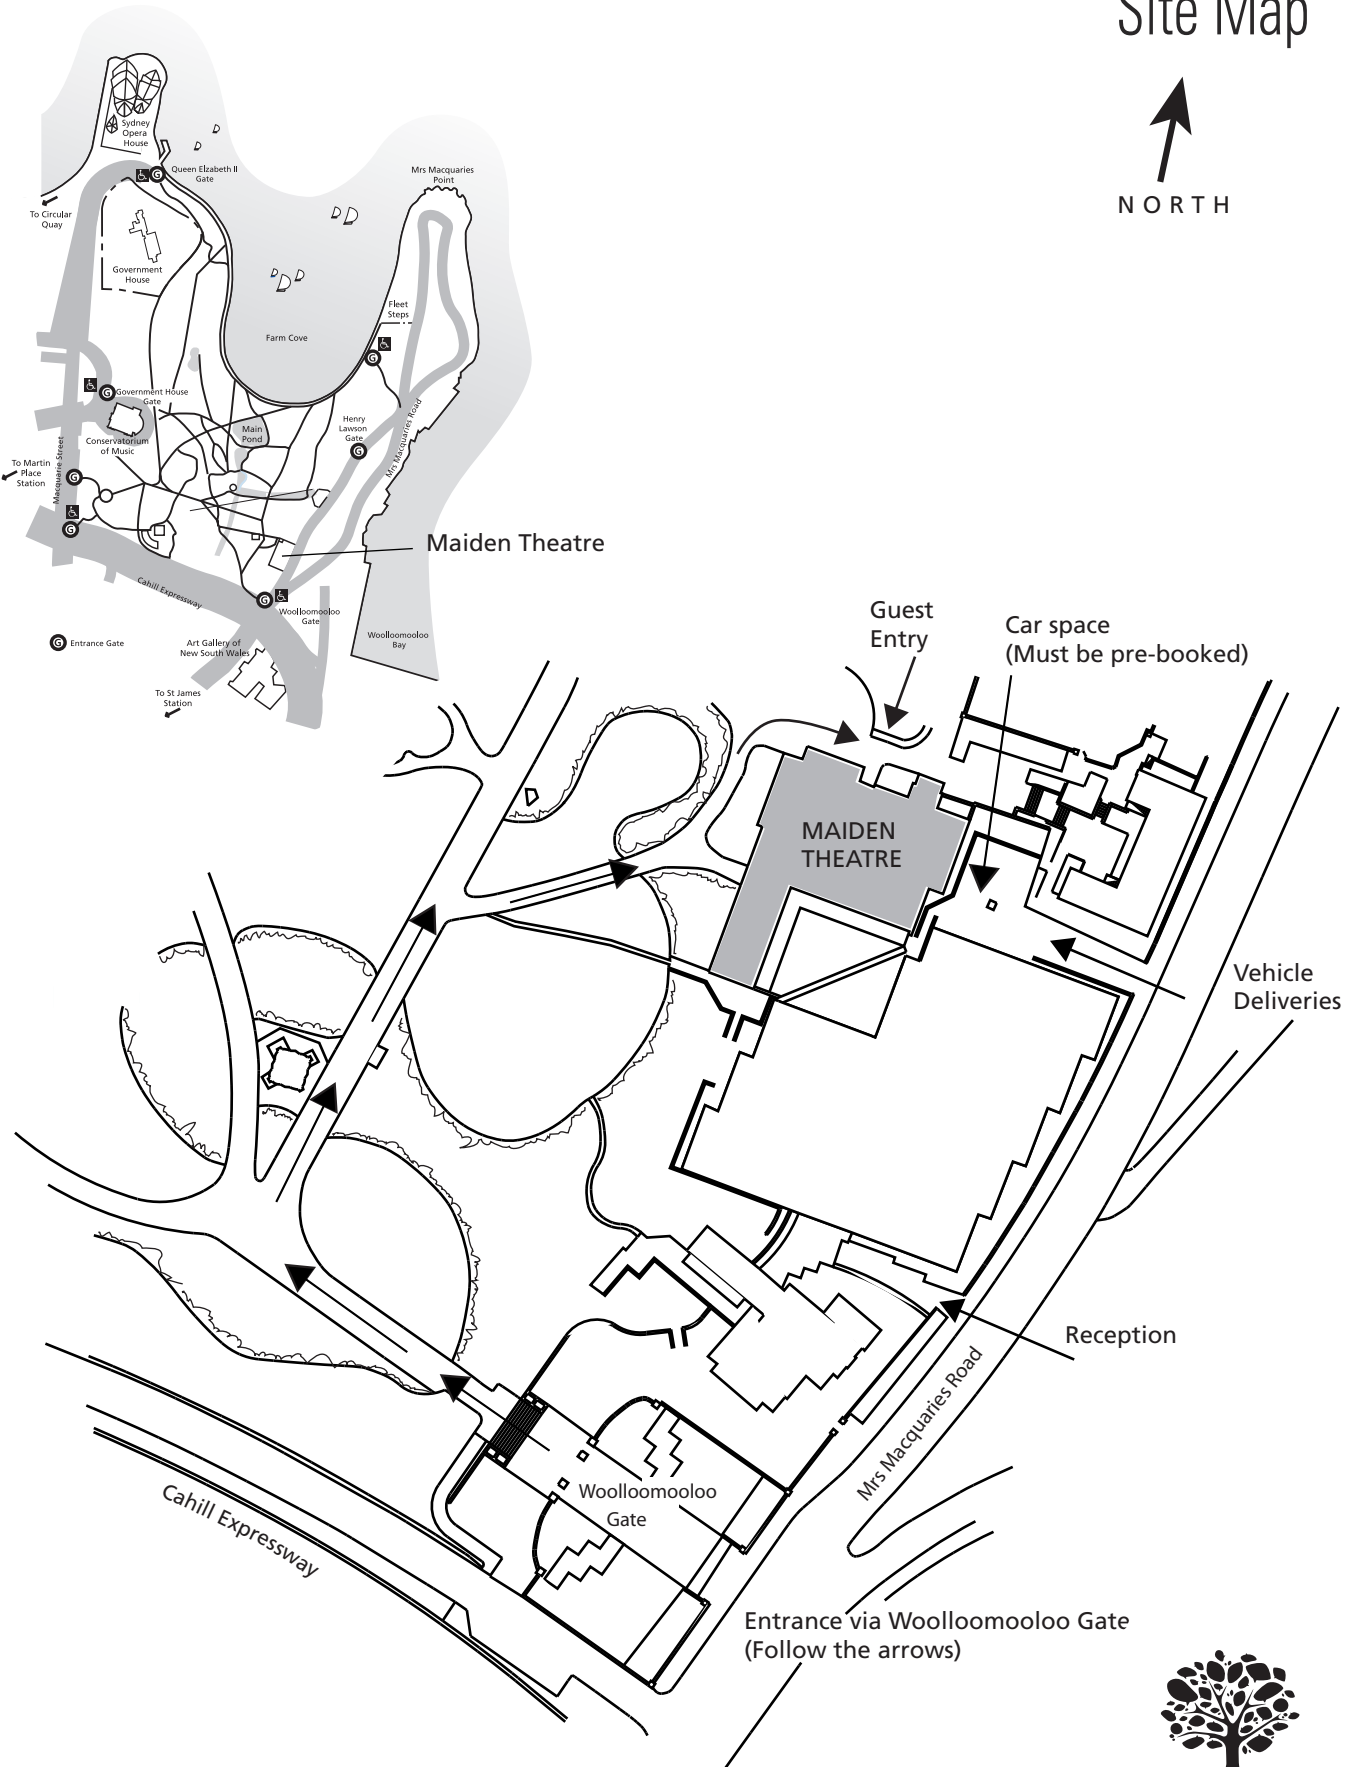 Site Map
NORTH
Sydney
Opera
House
Queen Elzabeth II
Gate
Mrs Macquaries
Point
To Circular
Quay
Government
House
Fleet
Steps
Farm Cove
G
Government House
Gate
Conservatorium
of Music
Main
Pond
Henry
Lawson
Gate
Mrs Macquaries Road
Macquarie Street
To Martin
Place
Station
G
G
G
G
G
G
Maiden Theatre
Cahill Expressway
G
Woolloomooloo
Gate
G Entrance Gate
Art Gallery of
New South Wales
Woolloomooloo
Bay
To St James
Station
Guest
Entry
Car space
(Must be pre-booked)
MAIDEN
THEATRE
Vehicle
Deliveries
Reception
Mrs Macquaries Road
Woolloomooloo
Gate
Cahill Expressway
Entrance via Woolloomooloo Gate
(Follow the arrows)